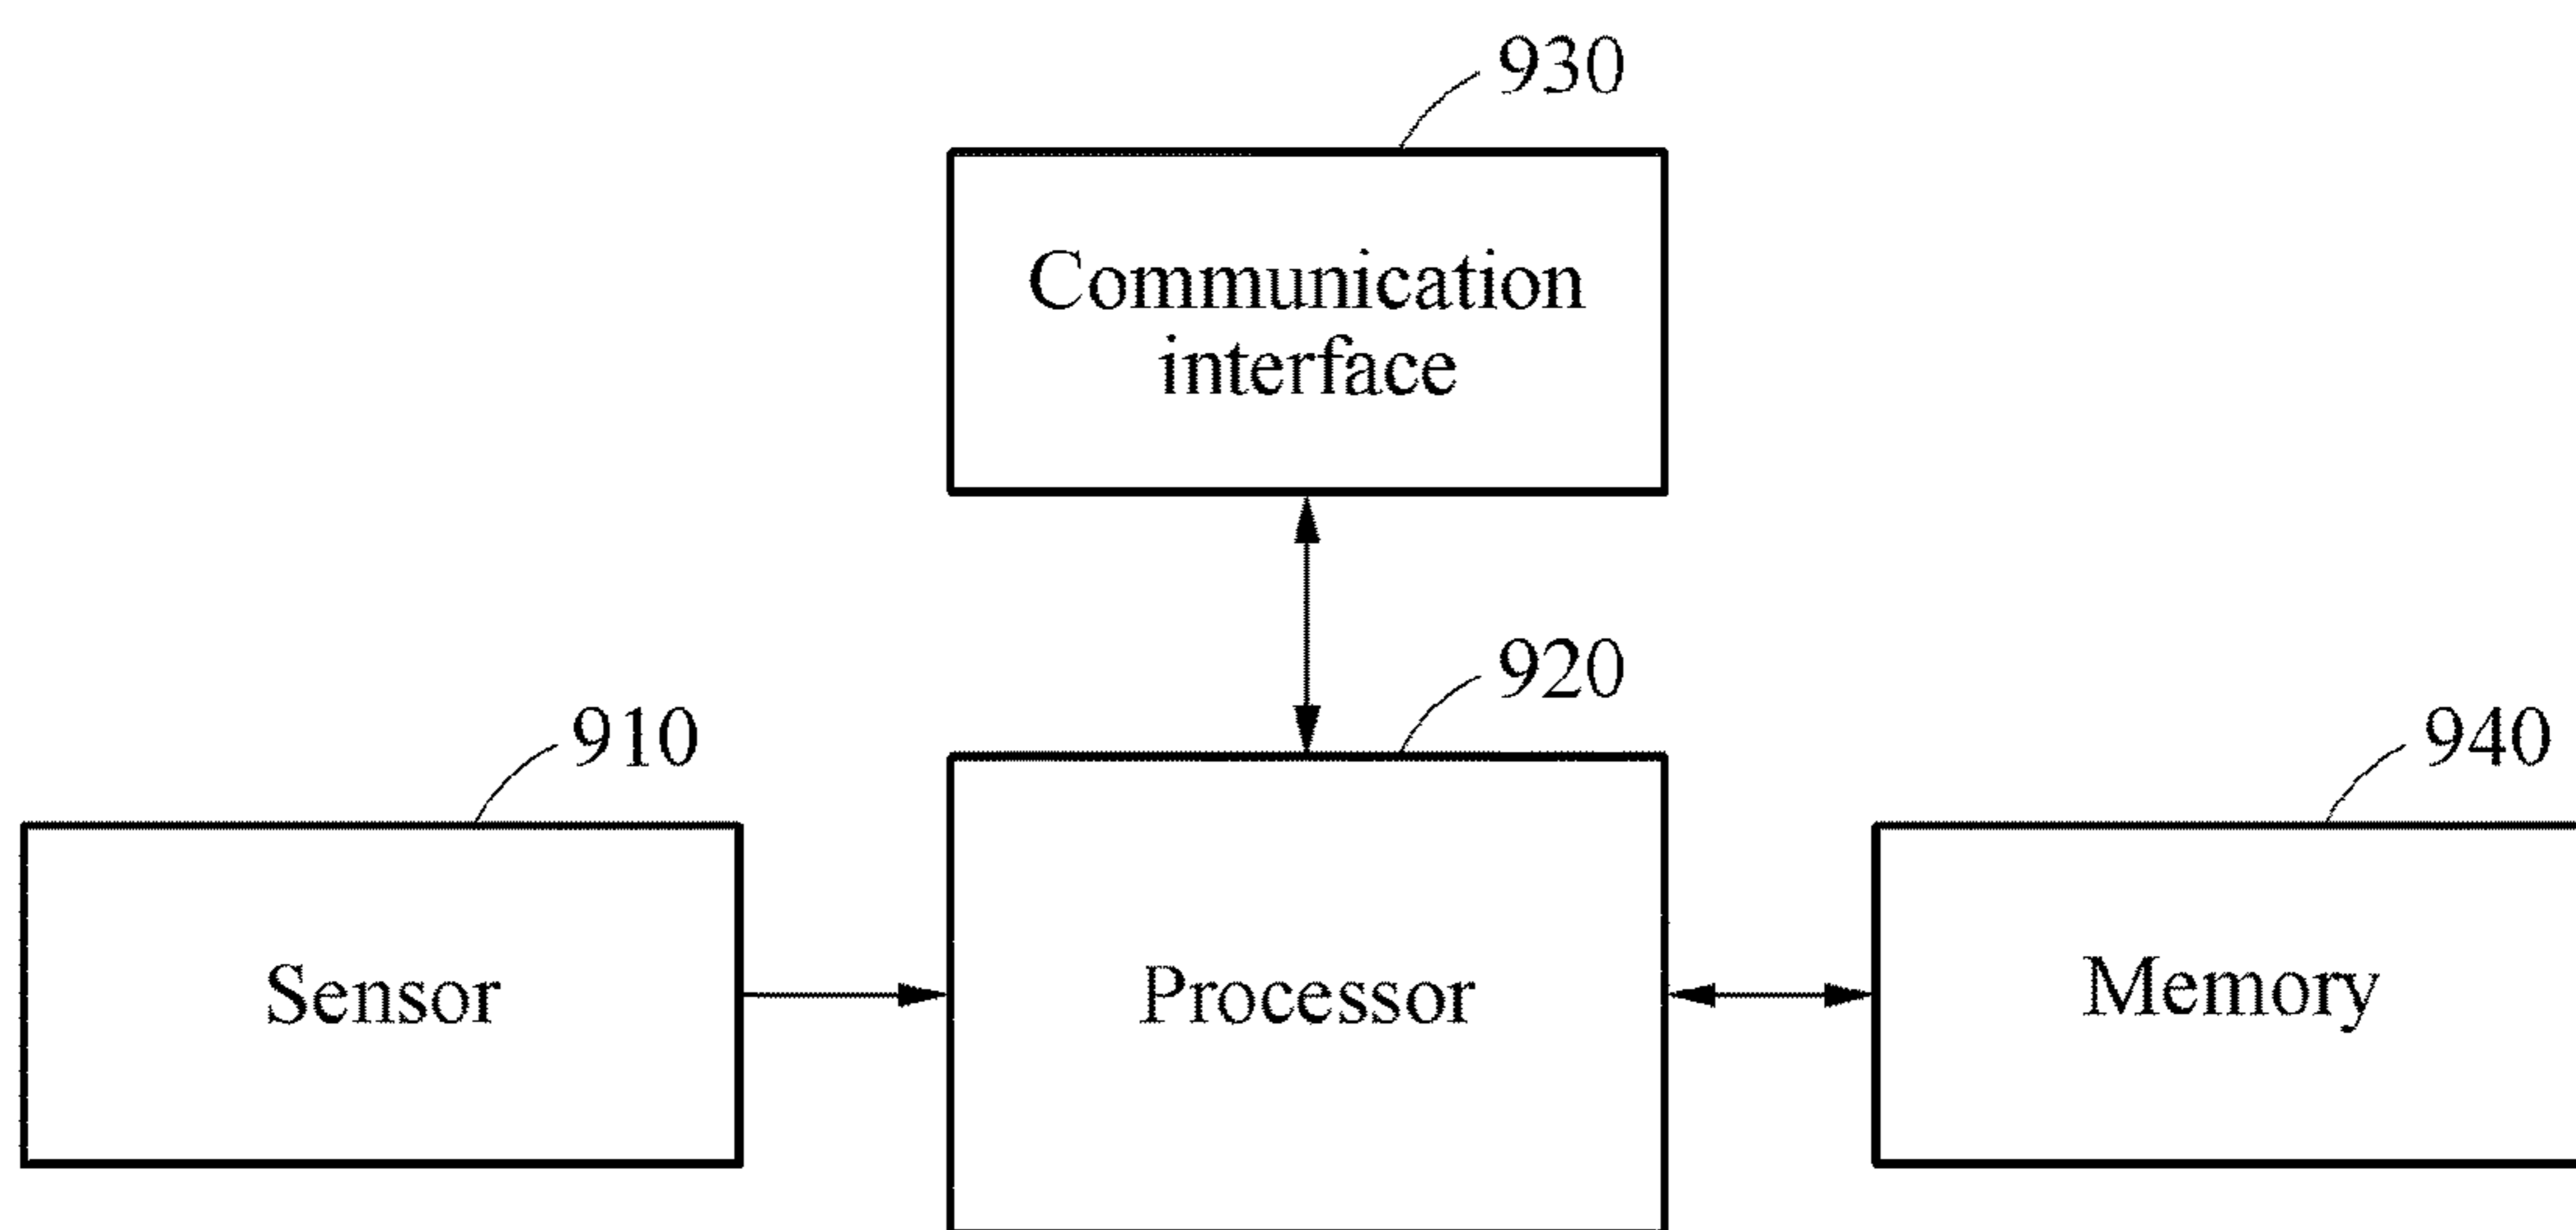 930
Communication
interface
920
910
940
Sensor
Processor
Memory